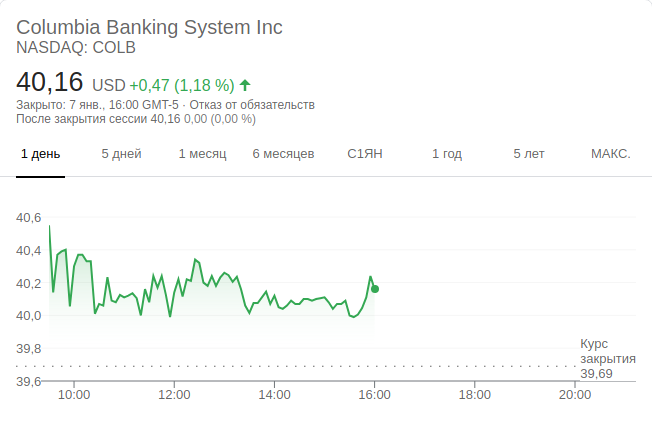 Columbia Banking System Inc
NASDAQ: COLB
40,16 USD +0,47 (1,18 %)
Закрыто: 7 янв., 16:00 GMT-5 · Отказ от обязательств
После закрытия сессии 40,16 0,00 (0,00 %)
1 день 5 дней 1 месяц 6 месяцев С1ЯН 1 год 5 лет МАКС.
40,6
40,4
40,2
40,0
39,8
Курс
закрытия
39,69
39,6
10:00 12:00 14:00 16:00 18:00 20:00